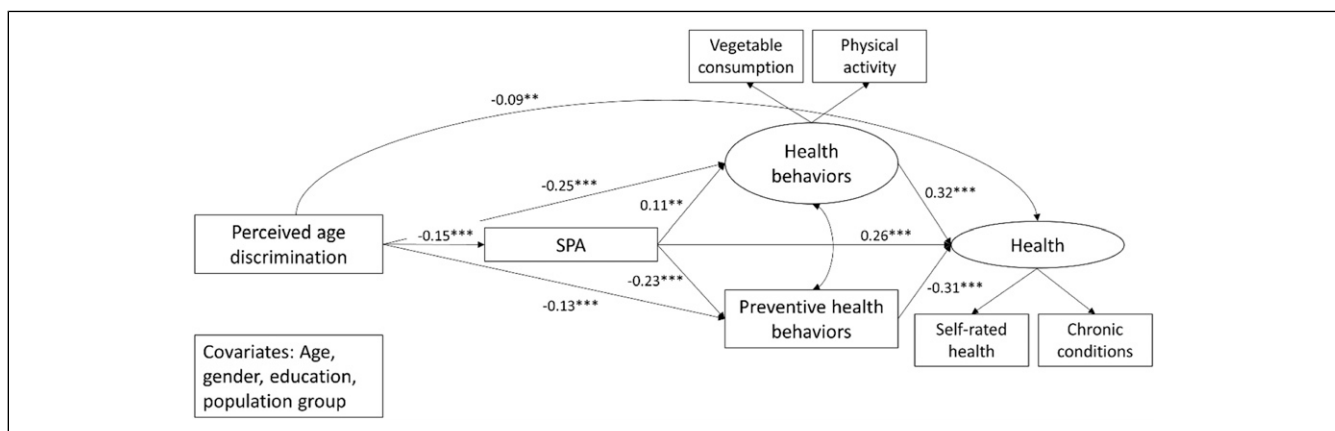 Vegetable
consumption
Physical
activity
-0.09**
Health
behaviors
-0.25***
0.32***
0.11**
Perceived age
discrimination
-0.15***
SPA
0.26***
Health
-0.23***
-0.13***
Preventive health
behaviors
-0.31***
Self-rated
health
Chronic
conditions
Covariates: Age,
gender, education,
population group